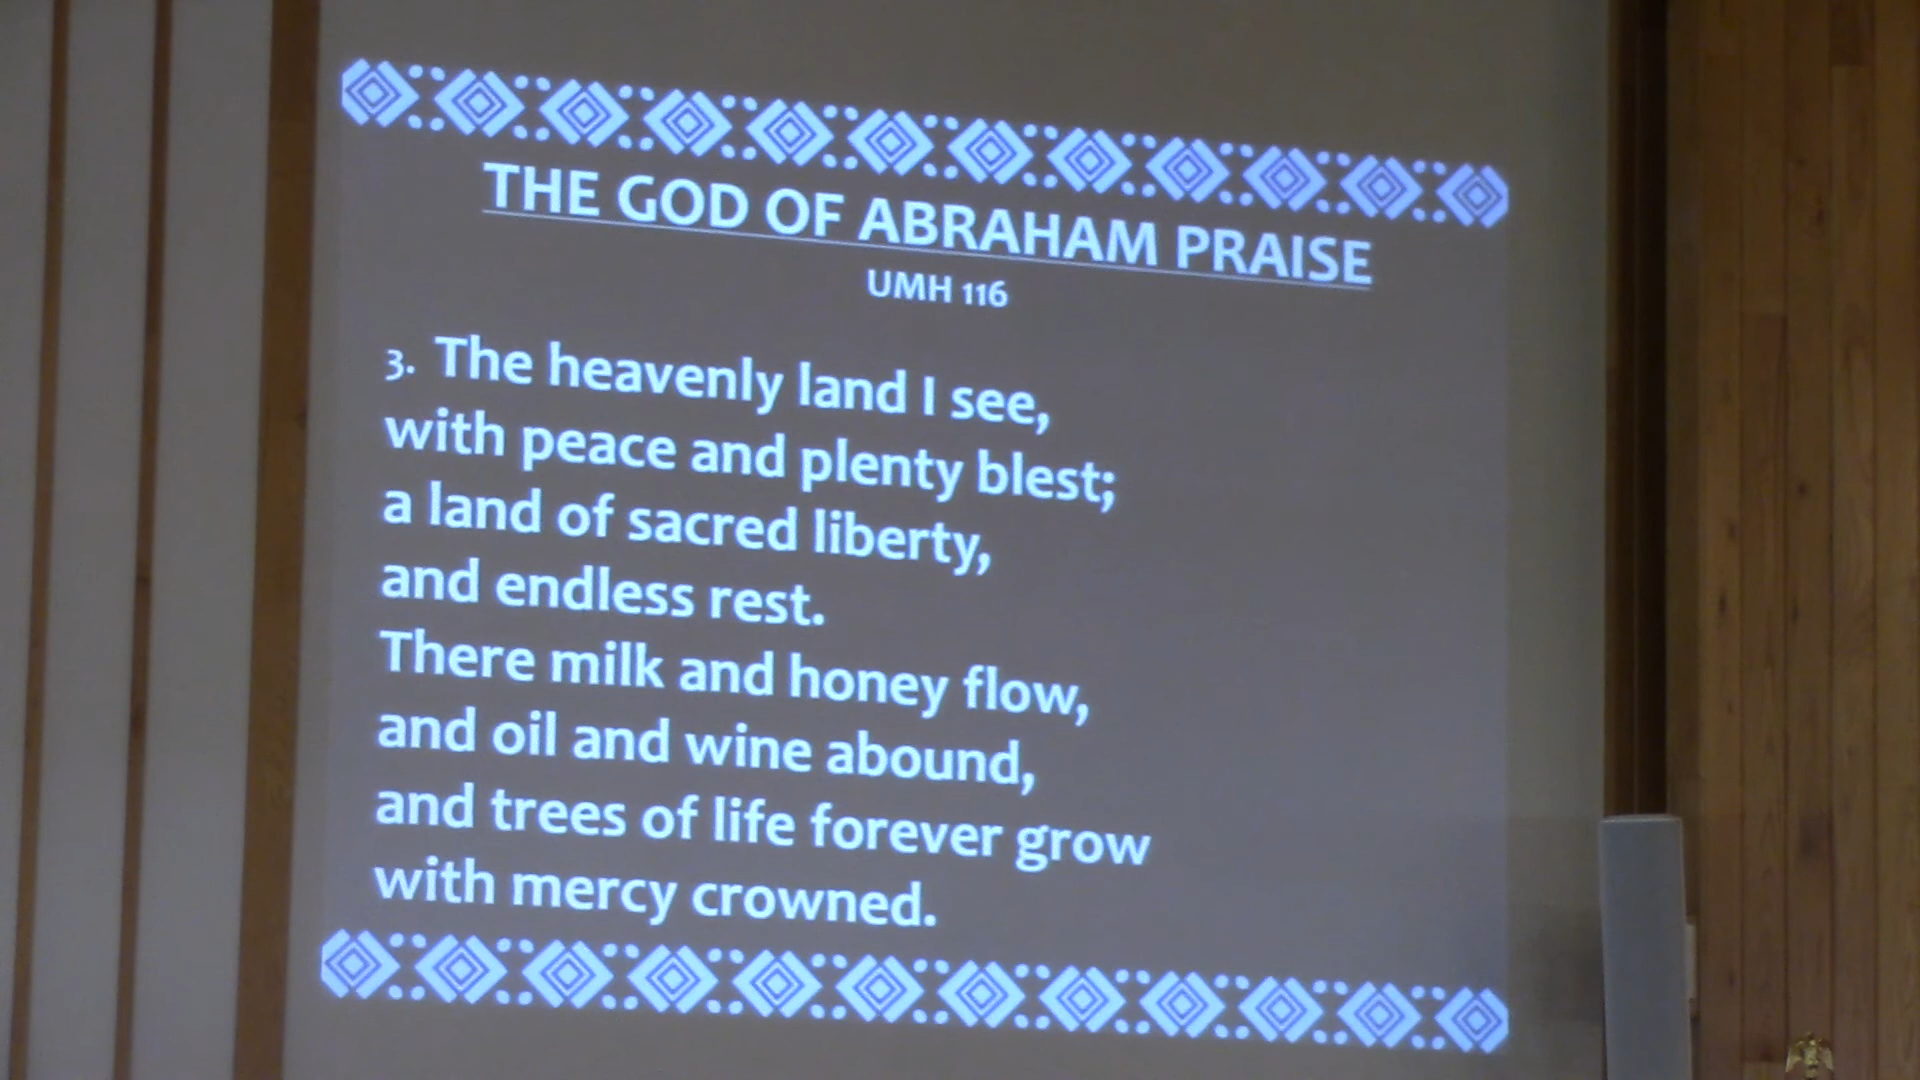 THE GOD OF ABRAHAM PRAISE
UMH 116
3. The heavenly land I see,
with peace and plenty blest;
a land of sacred liberty,
and endless rest.
There milk and honey flow,
and oil and wine abound,
and trees of life forever grow
with mercy crowned.